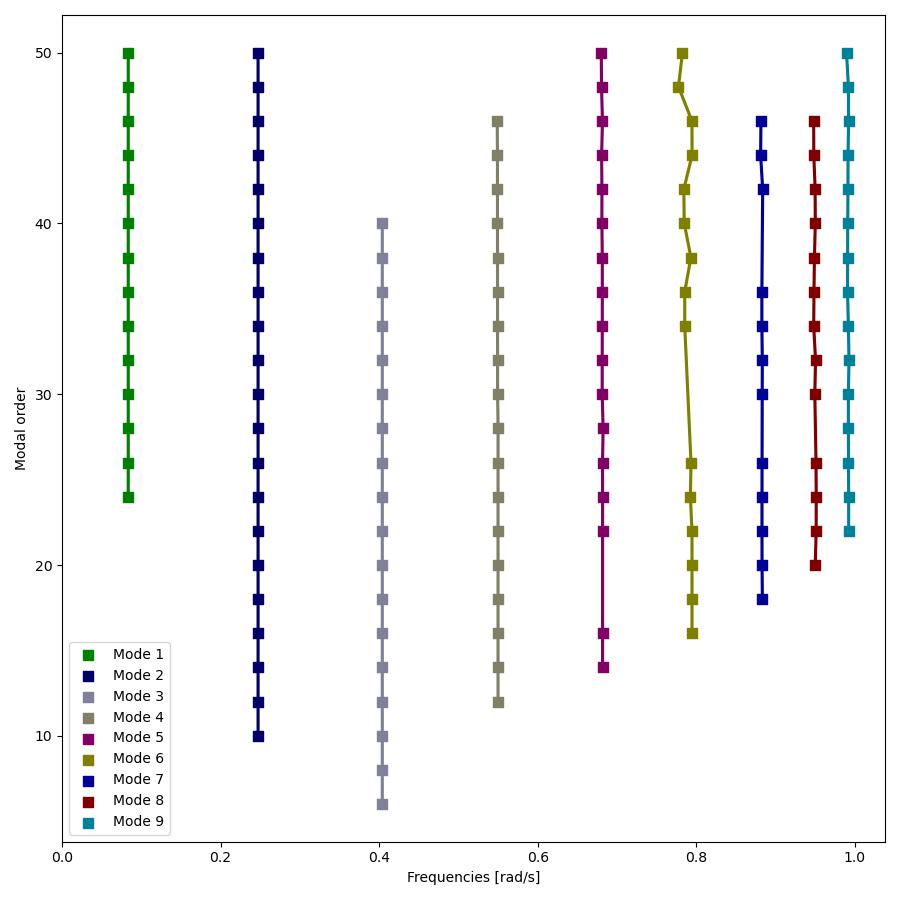 50
40
30
20
10
Modal order
Mode 1
Mode 2
Mode 3
Mode 4
Mode 5
Mode 6
Mode 7
Mode 8
Mode 9
0.0 0.2 0.4 0.6 0.8 1.0
Frequencies [rad/s]